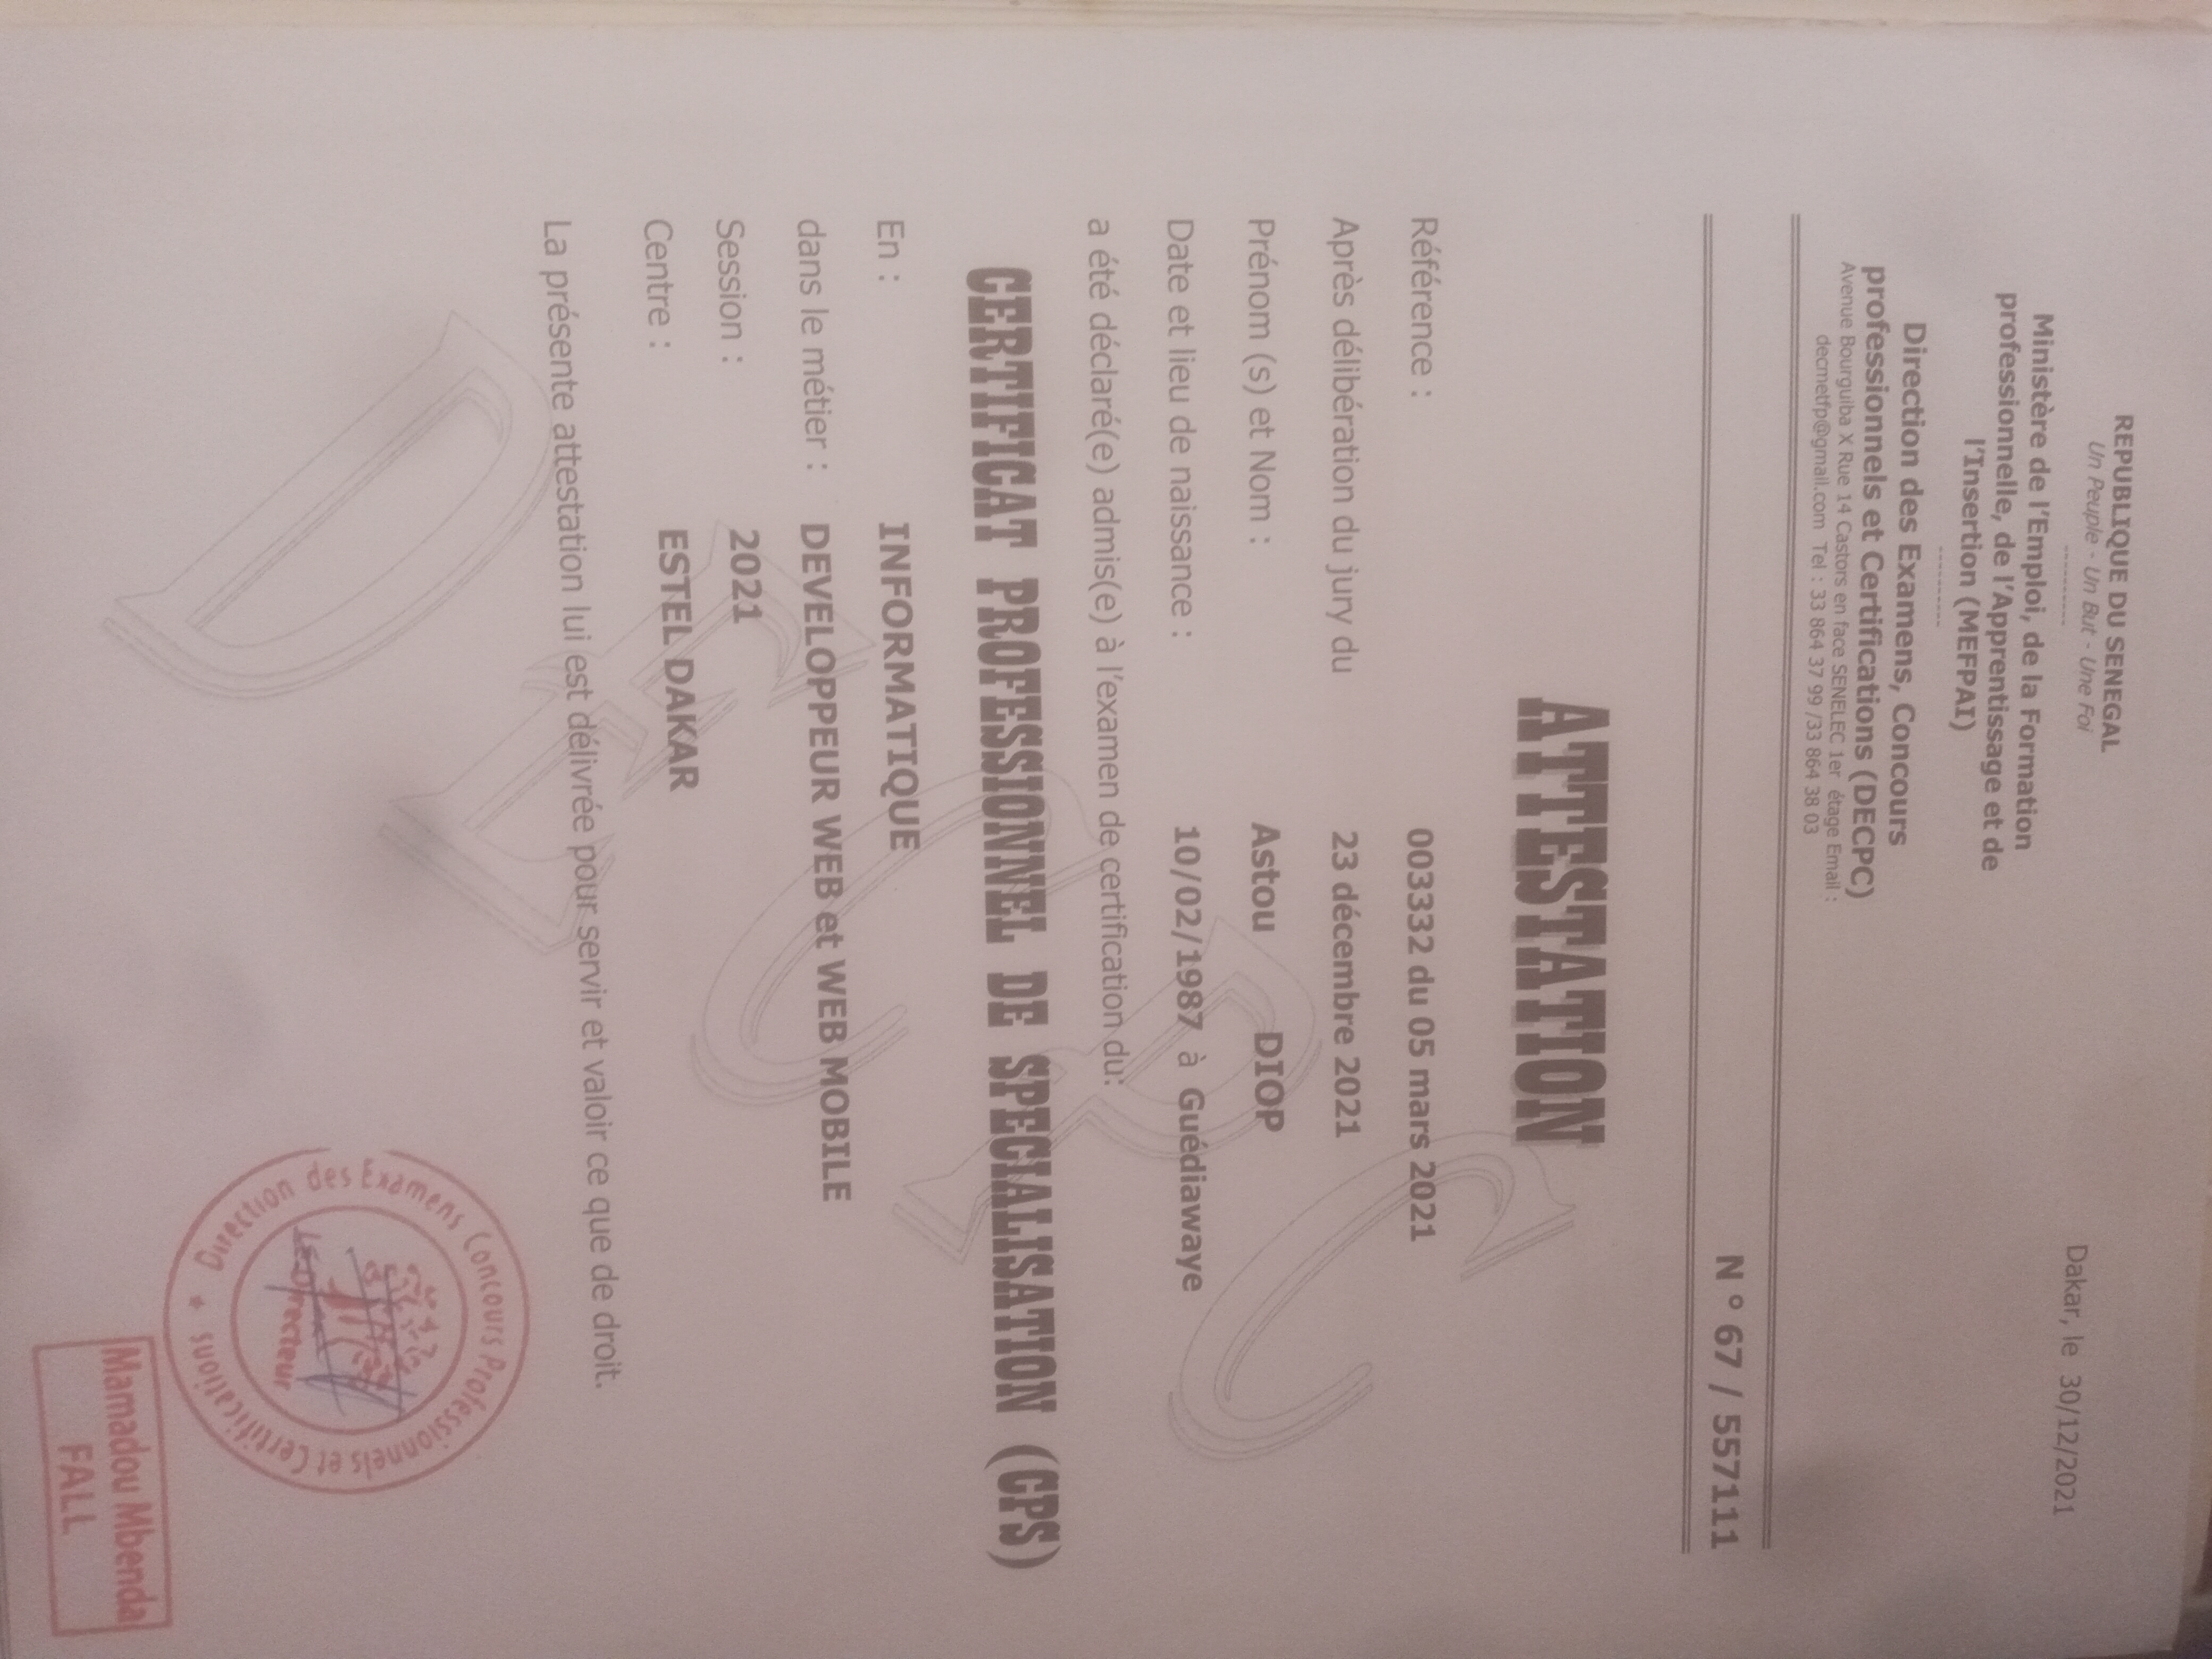 REPUBLIQUE DU SENEGAL
Un Peuple - Un But - Une Foi
----------
Dakar, le 30/12/2021
Ministère de l'Emploi, de la Formation
professionnelle, de l'Apprentissage et de
l'Insertion (MEFPAI)
----------
Direction des Examens, Concours
professionnels et Certifications (DECPC)
Avenue Bourguiba X Rue 14 Castors en face SENELEC 1er étage Email :
decmetfp@gmail.com Tel : 33 864 37 99 /33 864 38 03
N ° 67 / 557111
ATTESTATION
Référence : 003332 du 05 mars 2021
Après délibération du jury du 23 décembre 2021
Prénom (s) et Nom : Astou DIOP
Date et lieu de naissance : 10/02/1987 à Guédiawaye
a été déclaré(e) admis(e) à l'examen de certification du:
CERTIFICAT PROFESSIONNEL DE SPECIALISATION (CPS)
En : INFORMATIQUE
dans le métier : DEVELOPPEUR WEB et WEB MOBILE
Session : 2021
Centre : ESTEL DAKAR
La présente attestation lui est délivrée pour servir et valoir ce que de droit.
DECPC
Direction des Examens Concours Professionnels et Certifications *
Le Directeur
Mamadou Mbenda
FALL